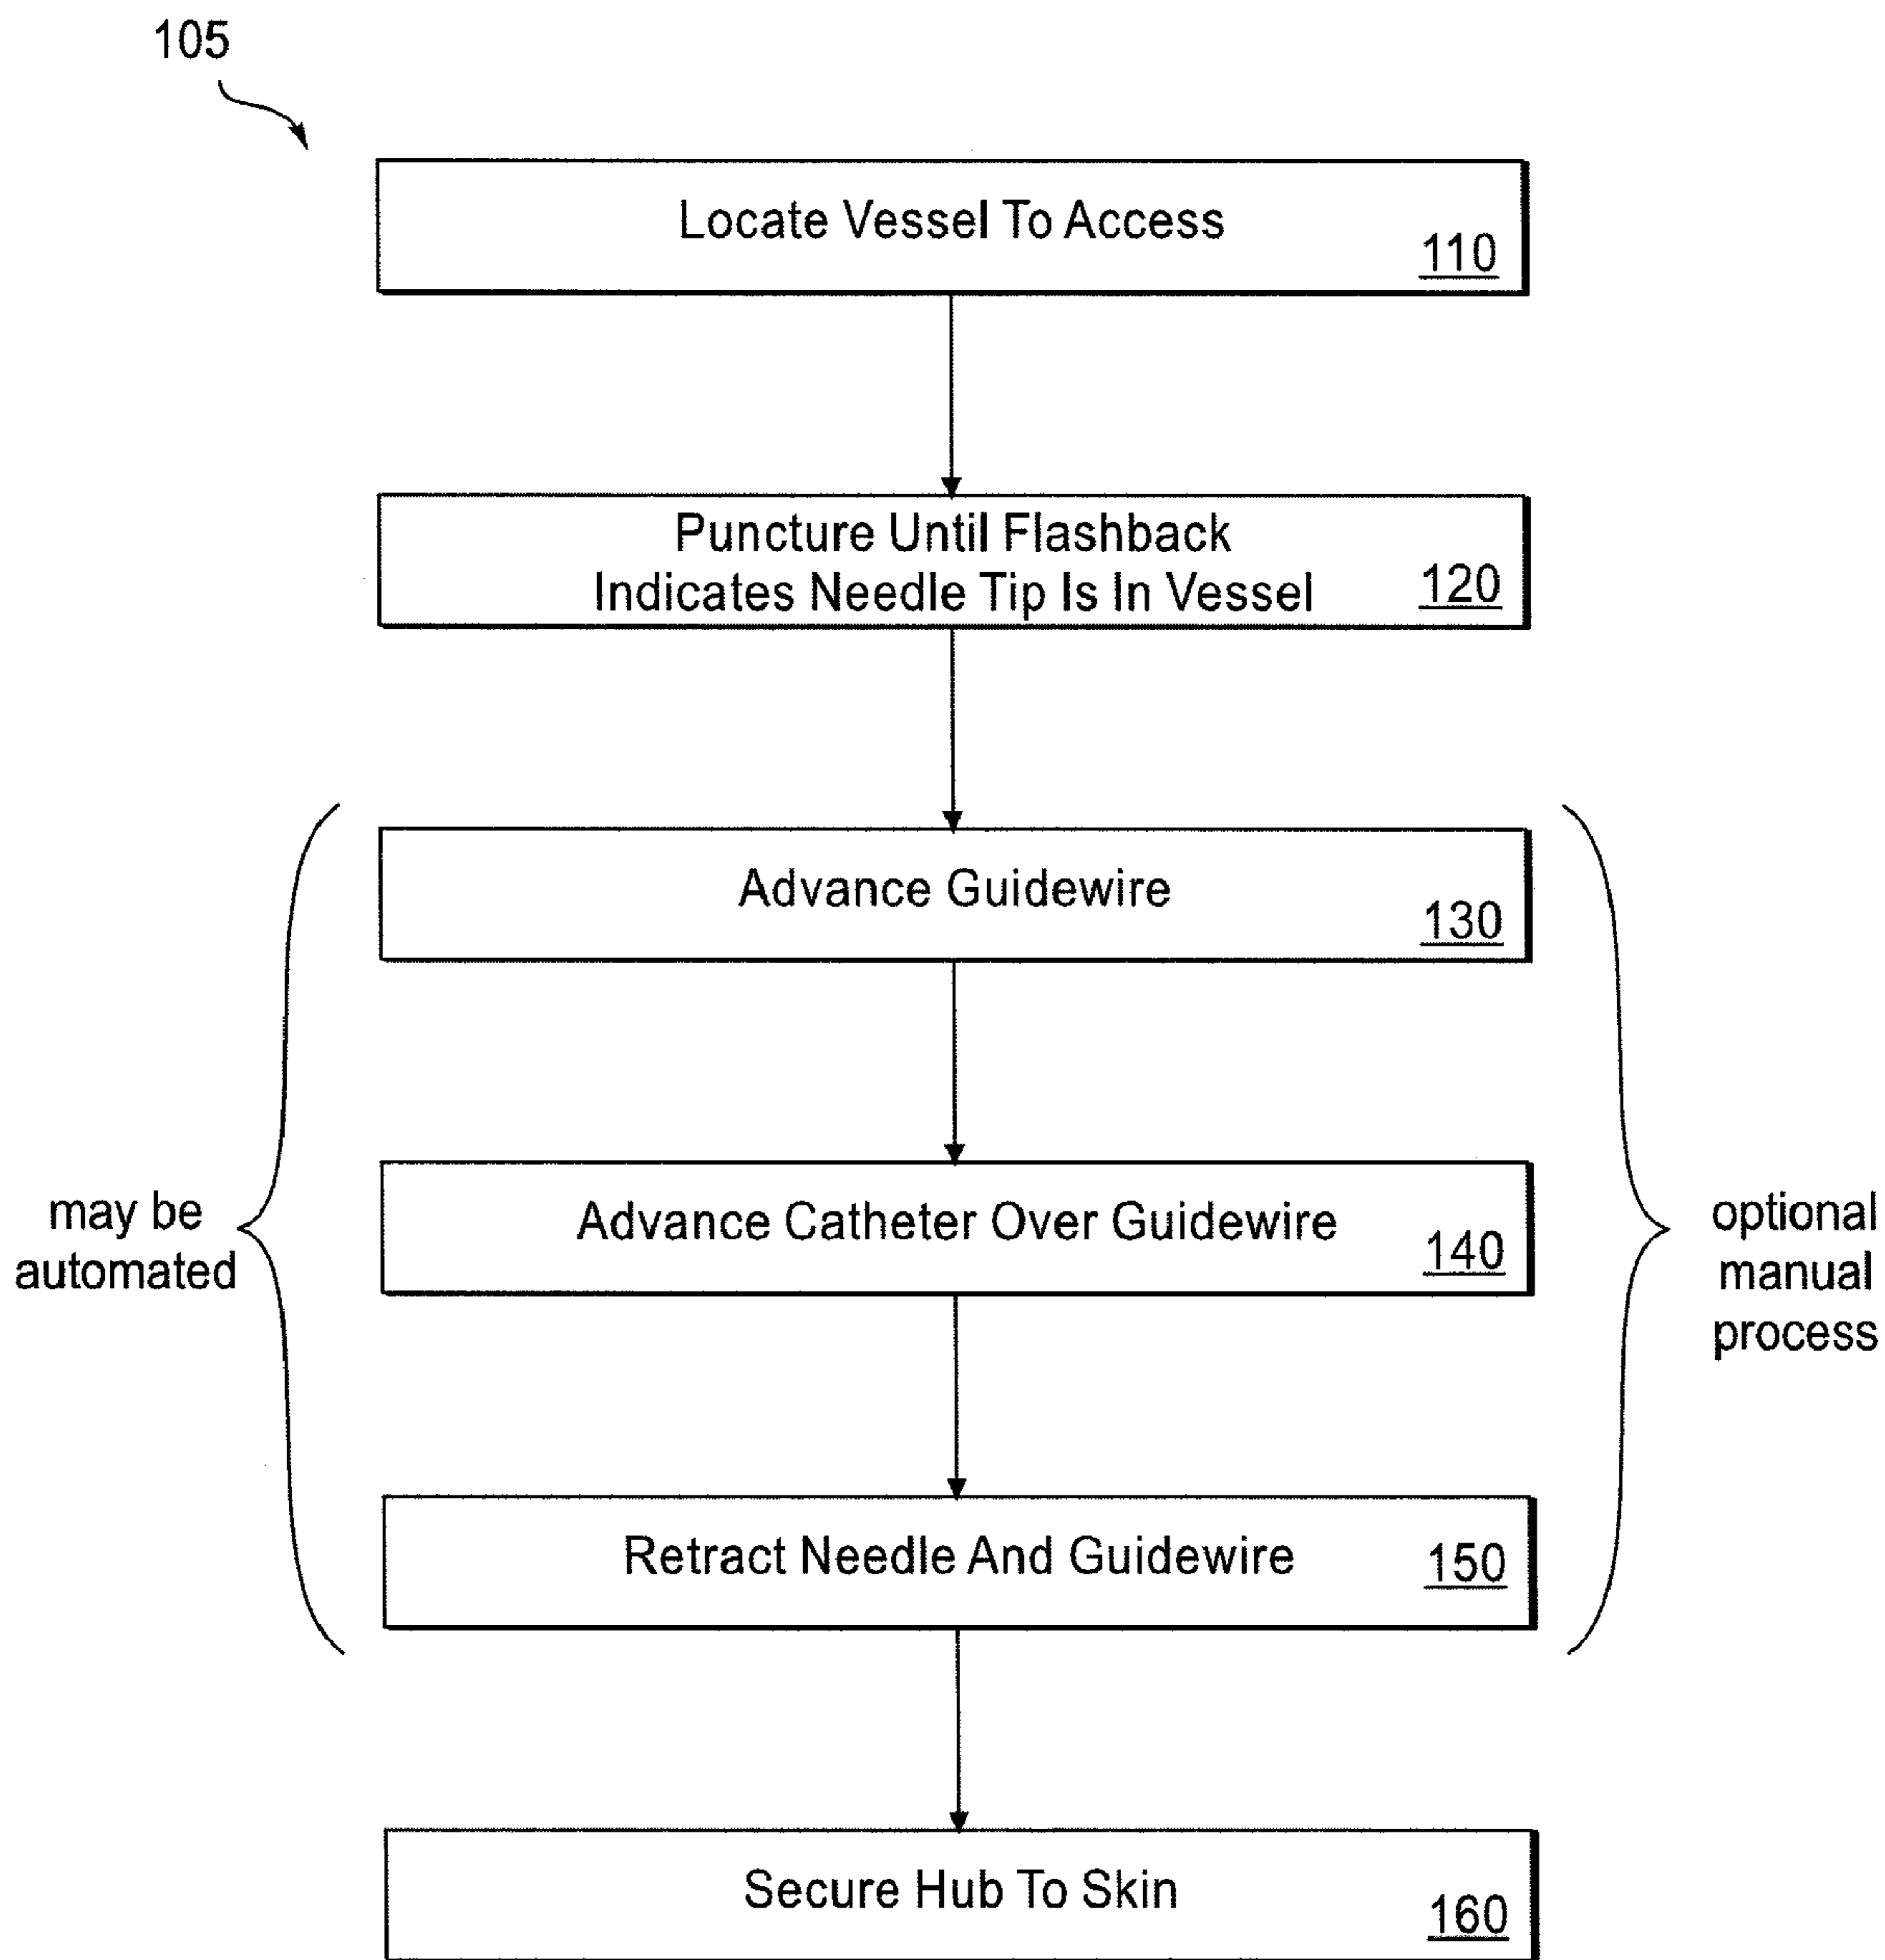 105
Locate Vessel To Access
110
Puncture Until Flashback
Indicates Needle Tip Is In Vessel
120
Advance Guidewire
130
may be
automated
Advance Catheter Over Guidewire
140
optional
manual
process
Retract Needle And Guidewire
150
Secure Hub To Skin
160